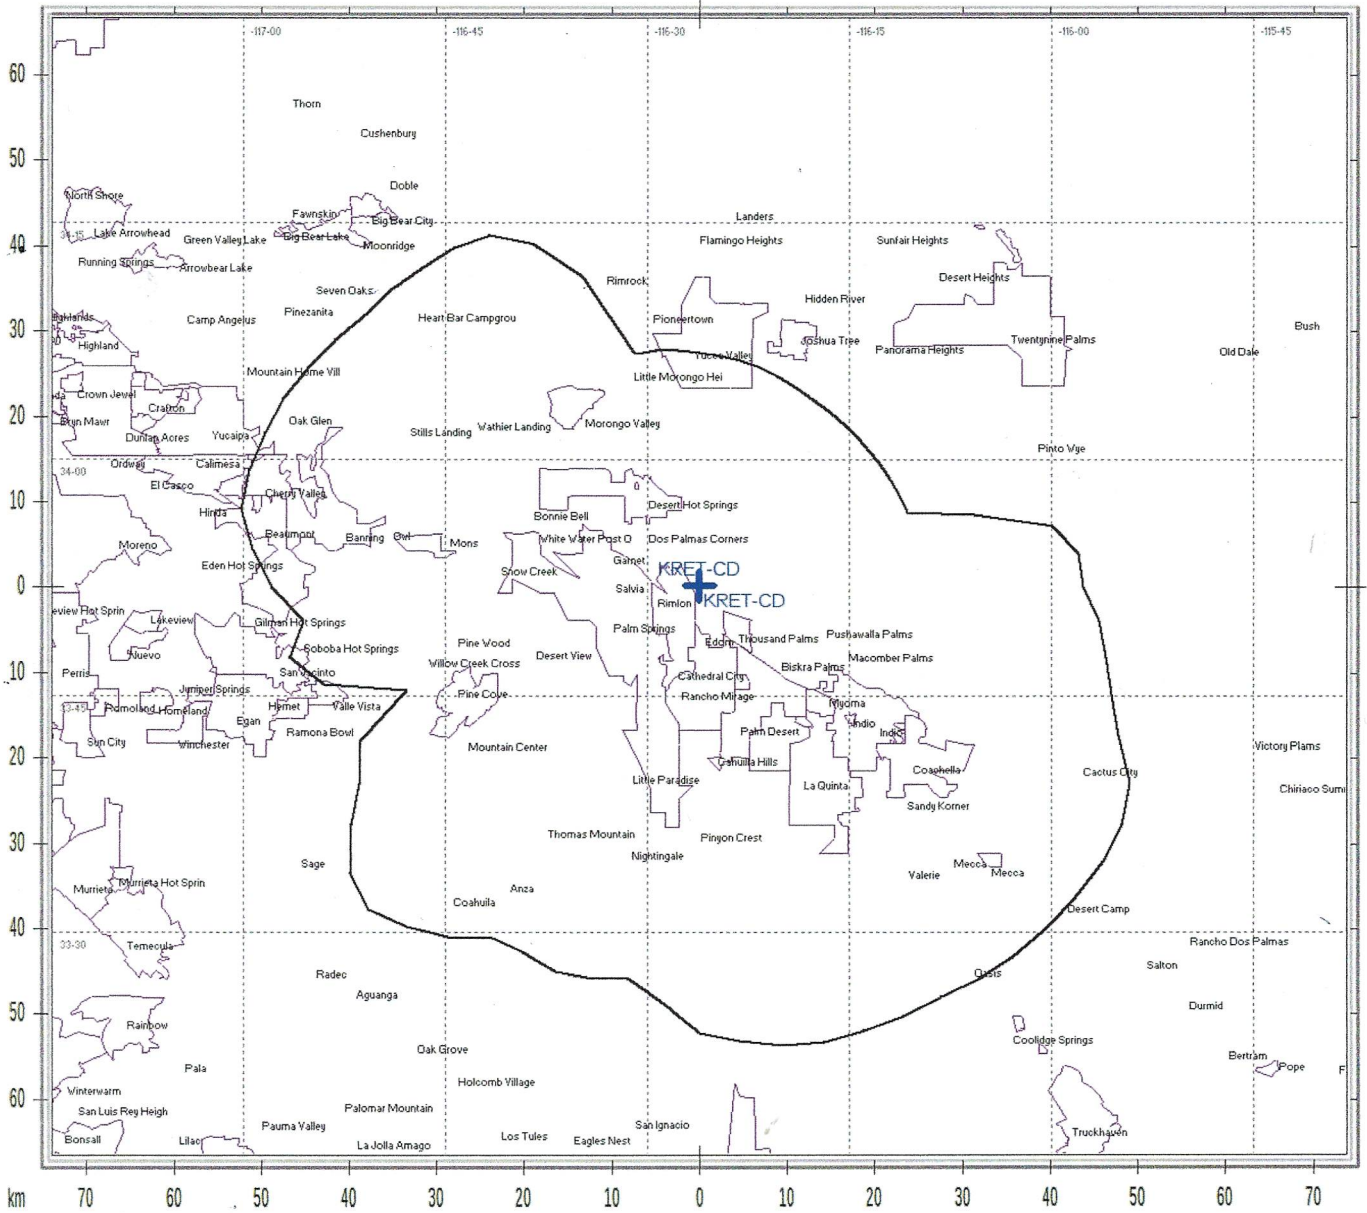 -117-00 -116-45 -116-30 -116-15 -116-00 -115-45
60
Thorn
Cushenbury
50
Doble
North Shore
Fawnskin
Big Bear City
Landers
34-15 Lake Arrowhead
Green Valley Lake
Big Bear Lake
Moonridge
Flamingo Heights
Sunfair Heights
40
Running Springs
Arrowbear Lake
Rimrock
Desert Heights
Seven Oaks
Hidden River
Camp Angelus
Pinezanita
Heart Bar Campgrou
Pioneertown
30
Highland
Joshua Tree
Twentynine Palms
Bush
Yucca Valley
Panorama Heights
Old Dale
Mountain Home Vill
Little Morongo Hei
Crown Jewel
Crafton
20
Bryn Mawr
Oak Glen
Dunlap Acres
Yucaipa
Stills Landing
Wathier Landing
Morongo Valley
Pinto Wye
34-00
Ordway
Calimesa
El Casco
Cherry Valley
10
Hinda
Bonnie Bell
Desert Hot Springs
Moreno
Beaumont
Banning
Owl
Mons
White Water Post O
Dos Palmas Corners
Eden Hot Springs
Snow Creek
Garnet
KRET-CD
0
Salvia
Rimlon
KRET-CD
eview Hot Sprin
Lakeview
Gilman Hot Springs
Palm Springs
Edom
Thousand Palms
Pushawalla Palms
Nuevo
Soboba Hot Springs
Pine Wood
Desert View
Willow Creek Cross
Biskra Palms
Macomber Palms
10
Perris
San Jacinto
Cathedral City
Juniper Springs
Pine Cove
Rancho Mirage
33-45
Romoland
Homeland
Hemet
Valle Vista
Myoma
Egan
Ramona Bowl
Palm Desert
Indio
Indio
Sun City
Winchester
Mountain Center
Victory Plams
20
Cahuilla Hills
Coachella
Cactus City
Little Paradise
La Quinta
Chiriaco Sumi
Sandy Korner
Thomas Mountain
Pinyon Crest
30
Nightingale
Sage
Mecca
Mecca
Valerie
Murrieta
Murrieta Hot Sprin
Anza
Coahuila
Desert Camp
40
33-30
Temecula
Rancho Dos Palmas
Radec
Oasis
Salton
Aguanga
Durmid
50
Rainbow
Coolidge Springs
Oak Grove
Bertram
Pala
Pope
F
Holcomb Village
60
Winterwarm
San Luis Rey Heigh
Palomar Mountain
Pauma Valley
San Ignacio
Bonsall
Lilac
La Jolla Amago
Los Tules
Eagles Nest
Truckhaven
km 70 60 50 40 30 20 10 0 10 20 30 40 50 60 70